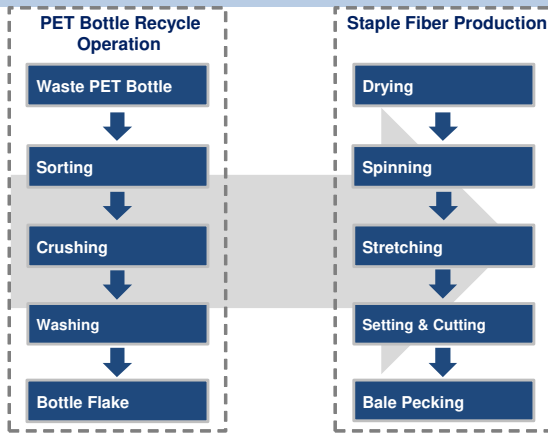 PET Bottle Recycle
Operation
Waste PET Bottle
Sorting
Crushing
Washing
Bottle Flake
Staple Fiber Production
Drying
Spinning
Stretching
Setting & Cutting
Bale Pecking